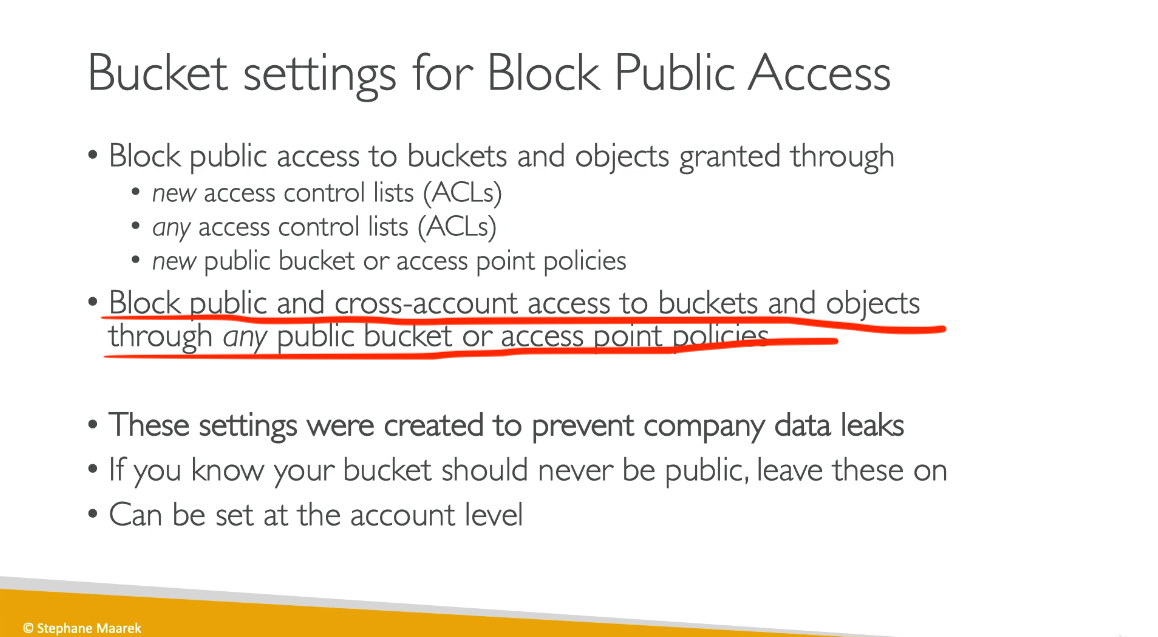 Bucket settings for Block Public Access
• Block public access to buckets and objects granted through
• new access control lists (ACLs)
• any access control lists (ACLs)
• new public bucket or access point policies
• Block public and cross-account access to buckets and objects
through any public bucket or access point policies
• These settings were created to prevent company data leaks
• If you know your bucket should never be public, leave these on
• Can be set at the account level
© Stephane Maarek